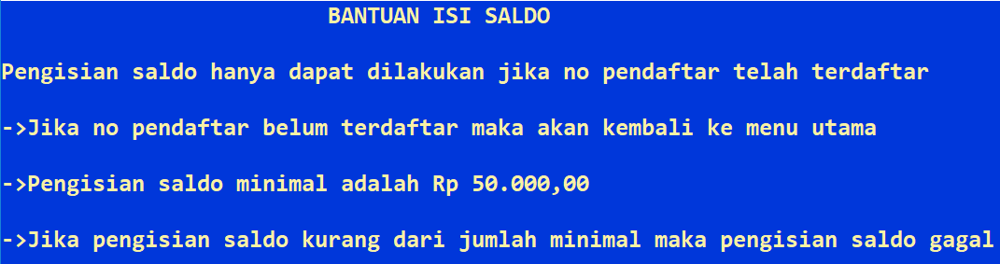 BANTUAN ISI SALDO
Pengisian saldo hanya dapat dilakukan jika no pendaftar telah terdaftar
->Jika no pendaftar belum terdaftar maka akan kembali ke menu utama
->Pengisian saldo minimal adalah Rp 50.000,00
->Jika pengisian saldo kurang dari jumlah minimal maka pengisian saldo gagal